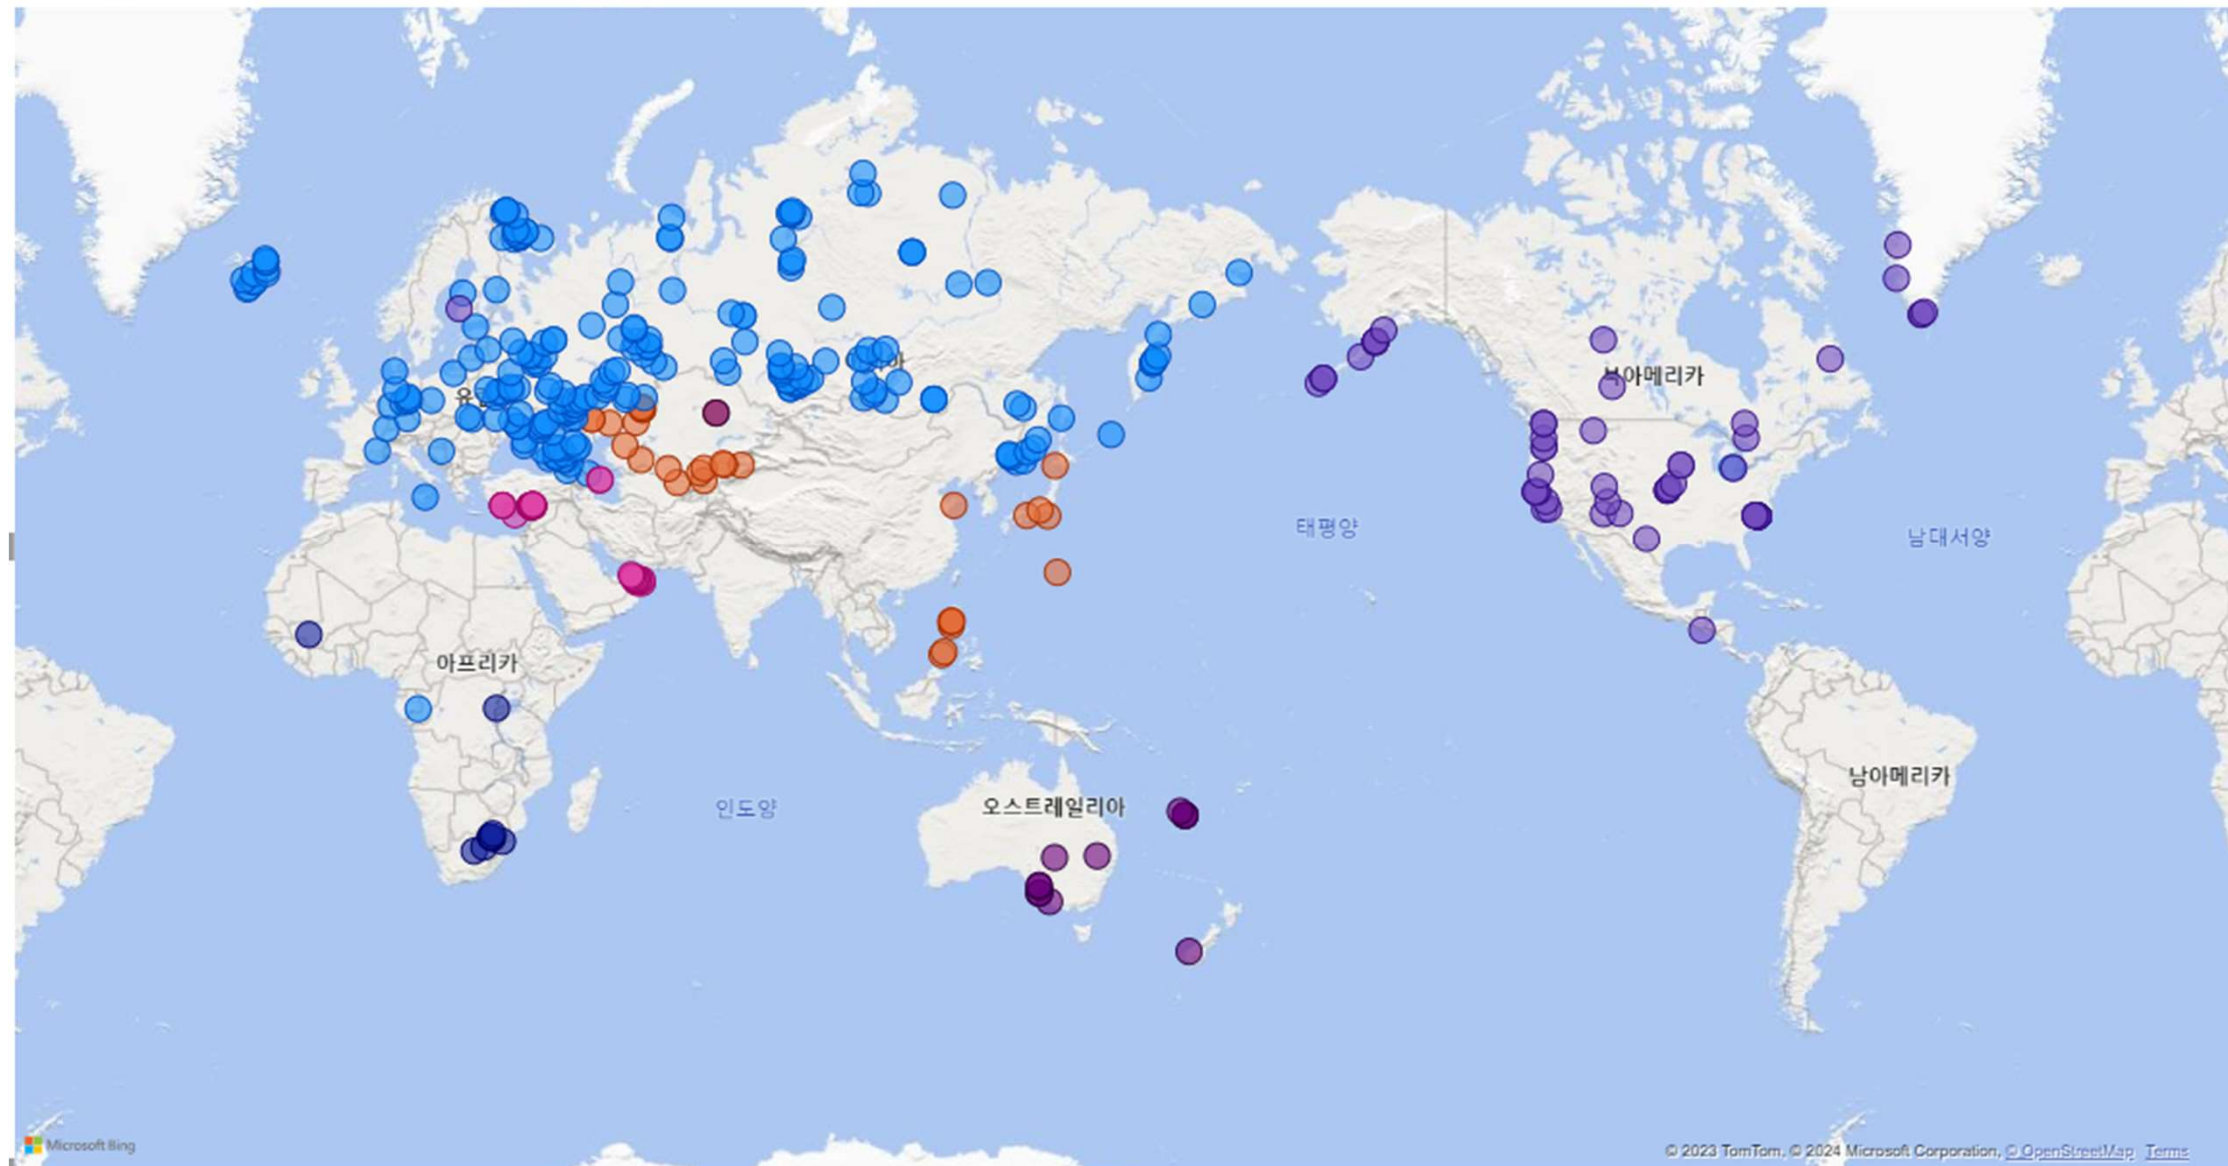 북아메리카
태평양
남대서양
아프리카
남아메리카
인도양
오스트레일리아
Microsoft Bing
© 2023 TomTom, © 2024 Microsoft Corporation, © OpenStreetMap Terms